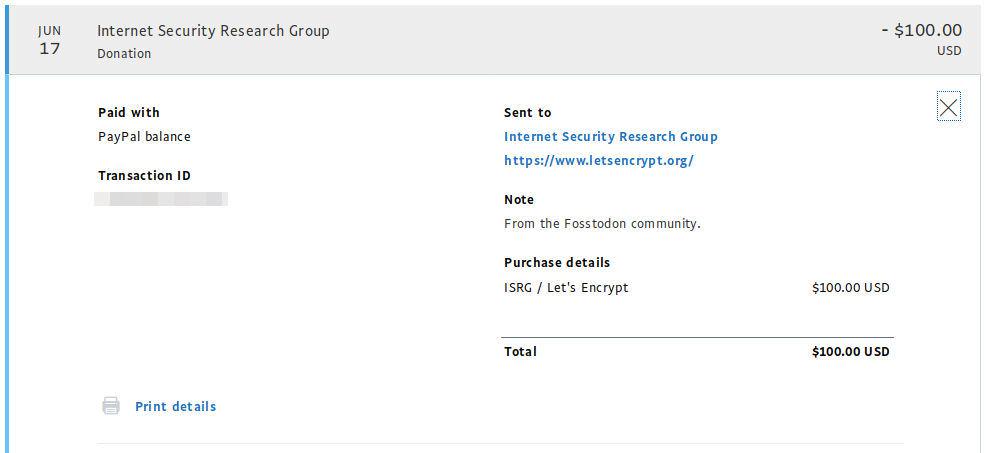 JUN
17
Internet Security Research Group
Donation
- $100.00
USD
Paid with
PayPal balance
Transaction ID
Sent to
Internet Security Research Group
https://www.letsencrypt.org/
Note
From the Fosstodon community.
Purchase details
ISRG / Let's Encrypt $100.00 USD
Total $100.00 USD
Print details